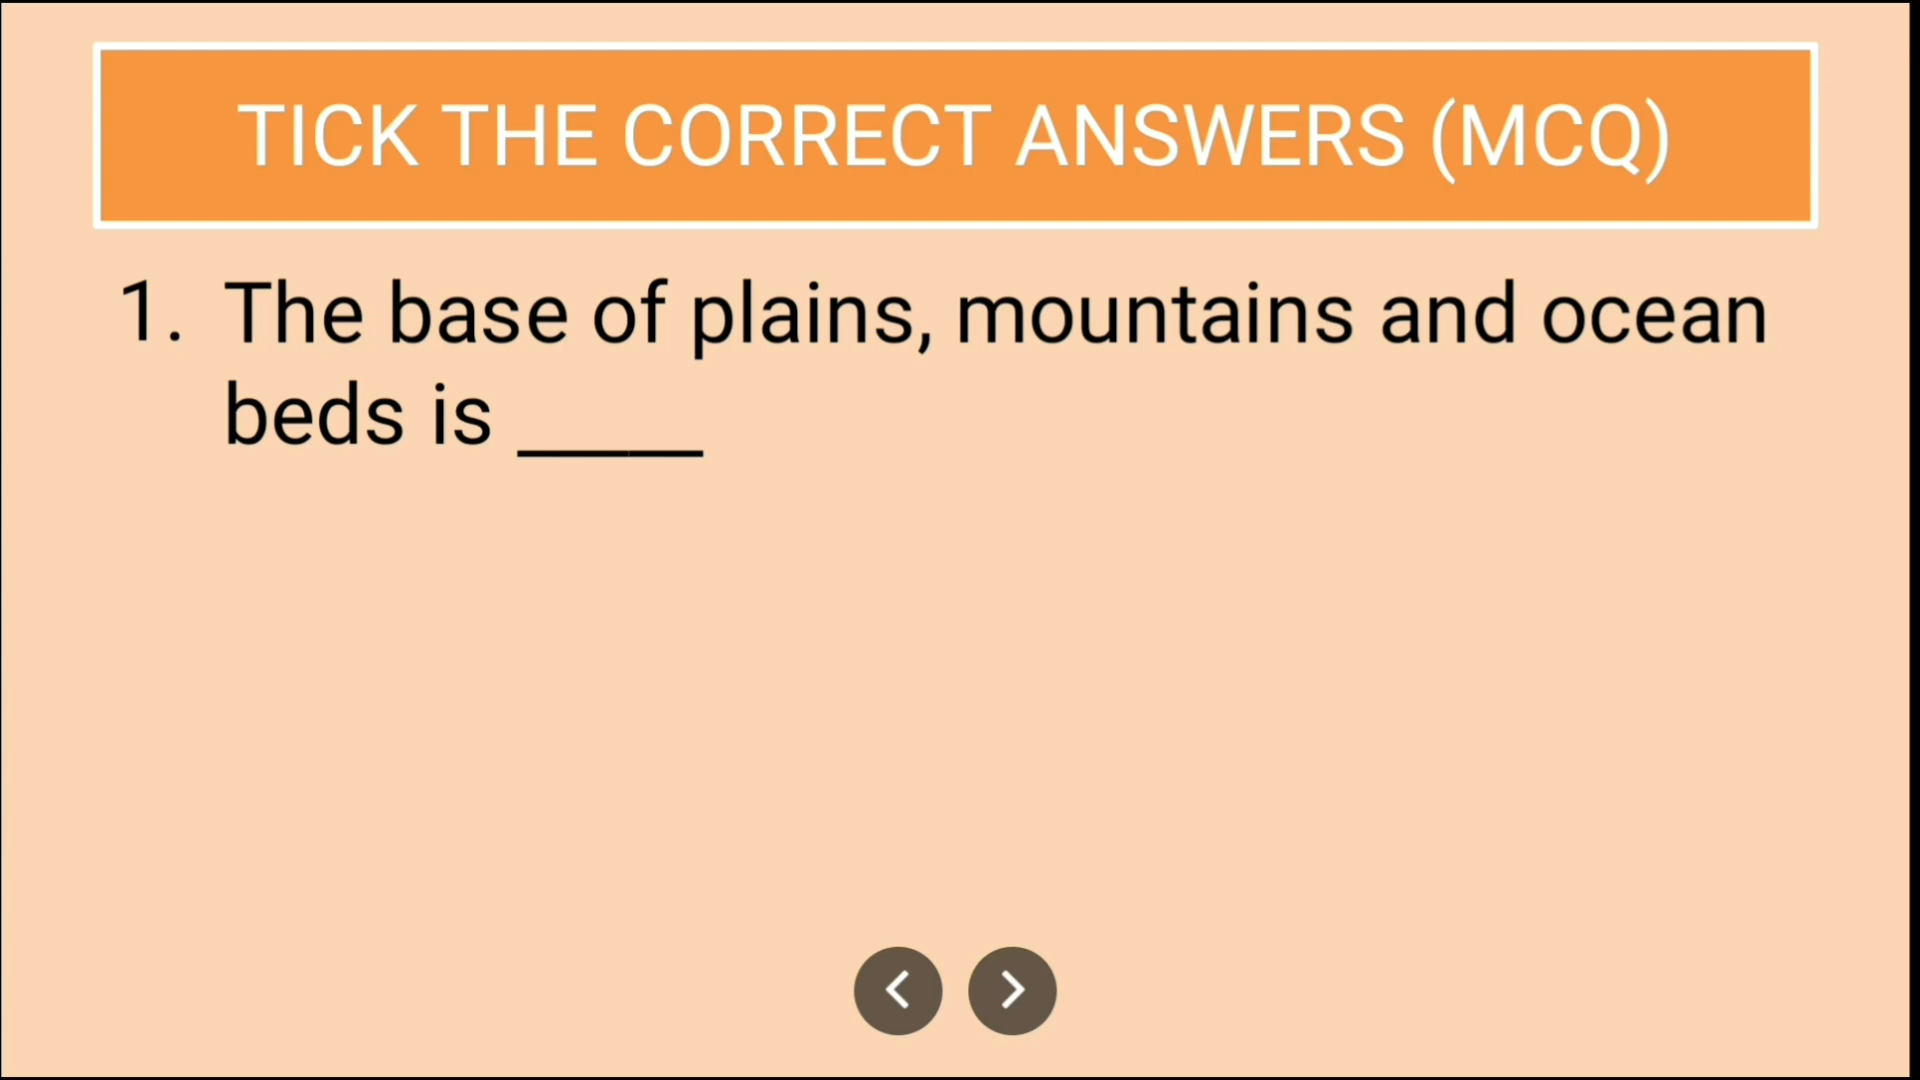 TICK THE CORRECT ANSWERS (MCQ)
1. The base of plains, mountains and ocean
beds is _____